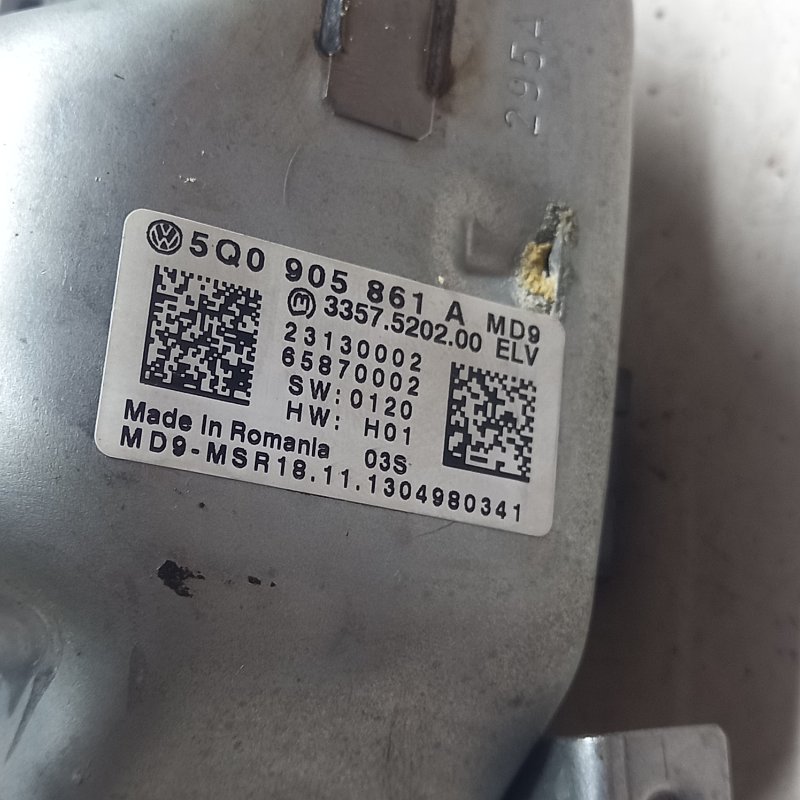 295A
5Q0 905 861 A MD9
3357.5202.00 ELV
23130002
65870002
SW: 0120
HW: H01
Made In Romania 03S
MD9-MSR18.11.1304980341